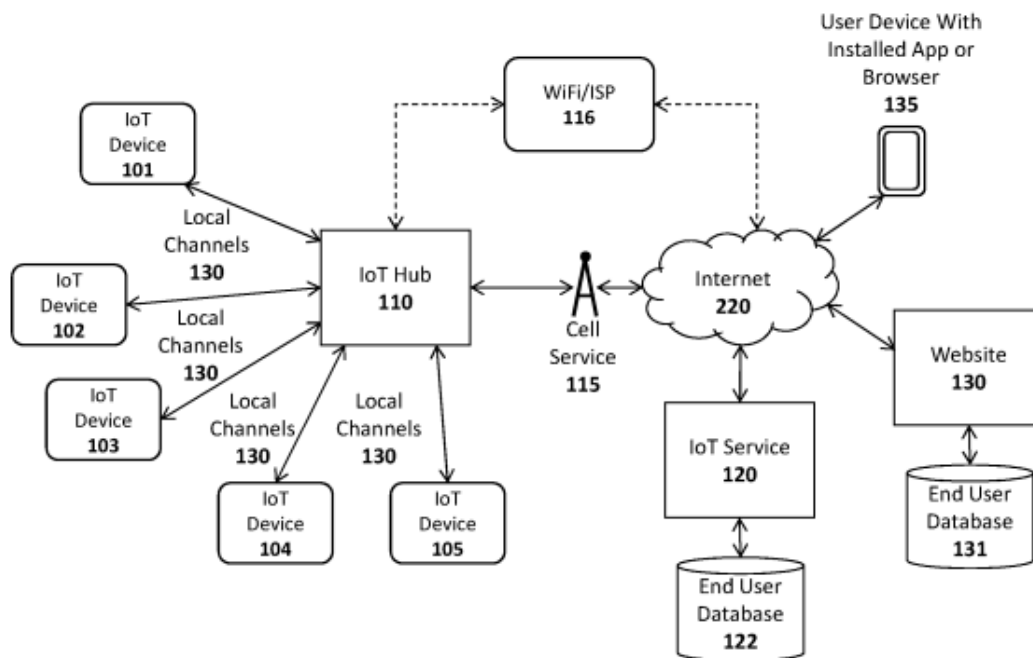 User Device With
Installed App or
Browser
135
WiFi/ISP
116
IoT
Device
101
Local
Channels
130
IoT Hub
110
Internet
220
IoT
Device
102
Local
Channels
130
Cell
Service
115
Website
130
IoT
Device
103
Local
Channels
130
Local
Channels
130
IoT Service
120
IoT
Device
104
IoT
Device
105
End User
Database
131
End User
Database
122